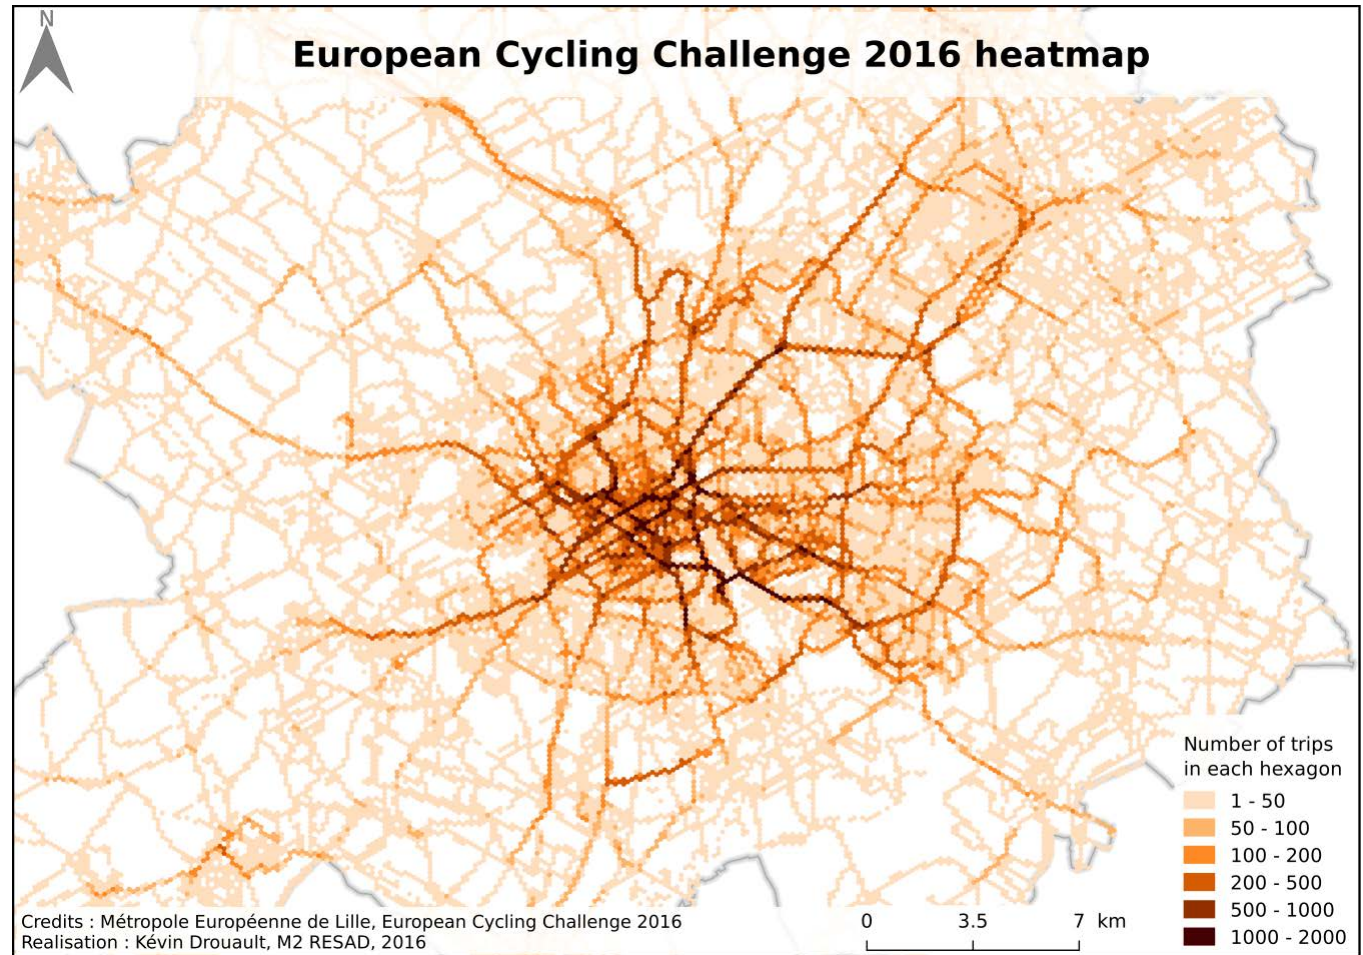 N
European Cycling Challenge 2016 heatmap
Number of trips
in each hexagon
1 - 50
50 - 100
100 - 200
200 - 500
500 - 1000
1000 - 2000
Credits : Métropole Européenne de Lille, European Cycling Challenge 2016
Realisation : Kévin Drouault, M2 RESAD, 2016
0 3.5 7 km